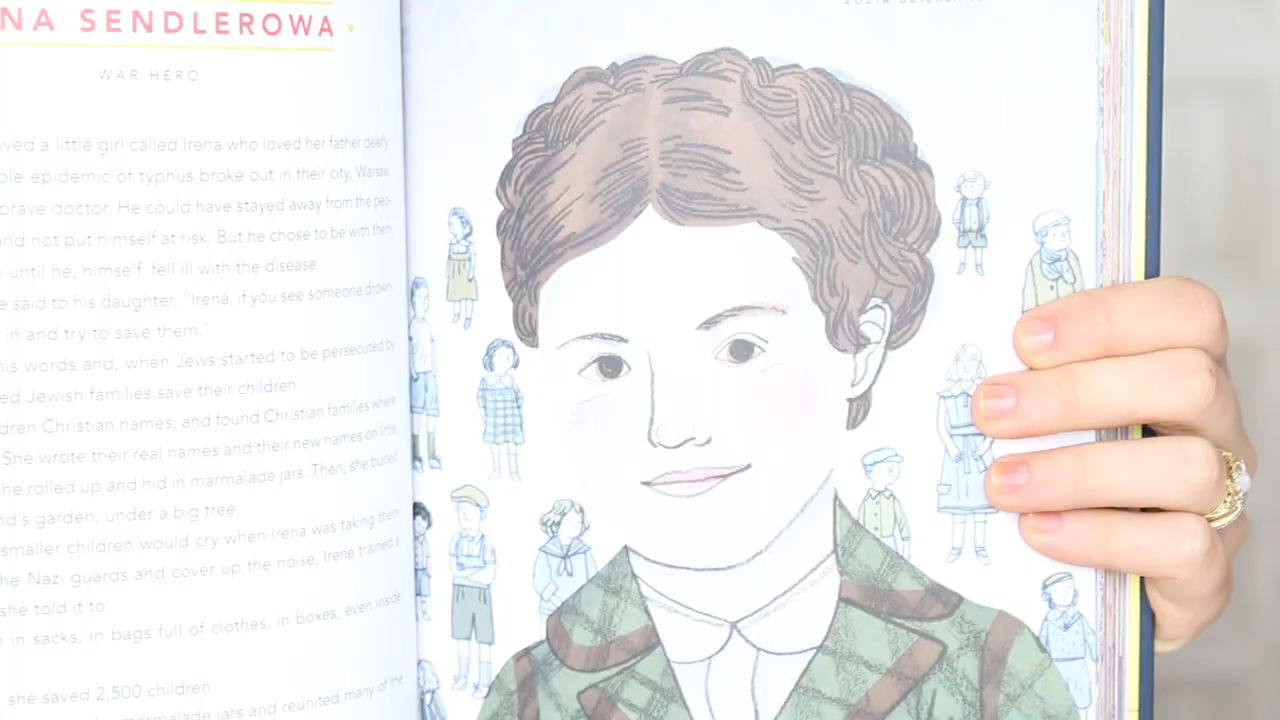 NA SENDLEROWA
WAR HERO
ived a little girl called Irena who loved her father dearly.
ble epidemic of typhus broke out in their city, Warsaw,
brave doctor. He could have stayed away from the peo-
and not put himself at risk. But he chose to be with them
until he, himself, fell ill with the disease.
e said to his daughter, "Irena, if you see someone drown
in and try to save them."
his words and, when Jews started to be persecuted by
ed Jewish families save their children.
dren Christian names, and found Christian families where
She wrote their real names and their new names on little
he rolled up and hid in marmalade jars. Then, she buried
nd's garden, under a big tree.
smaller children would cry when Irena was taking them
he Nazi guards and cover up the noise, Irene trained a
she told it to.
n in sacks, in bags full of clothes, in boxes, even inside
she saved 2,500 children
marmalade jars and reunited many of the